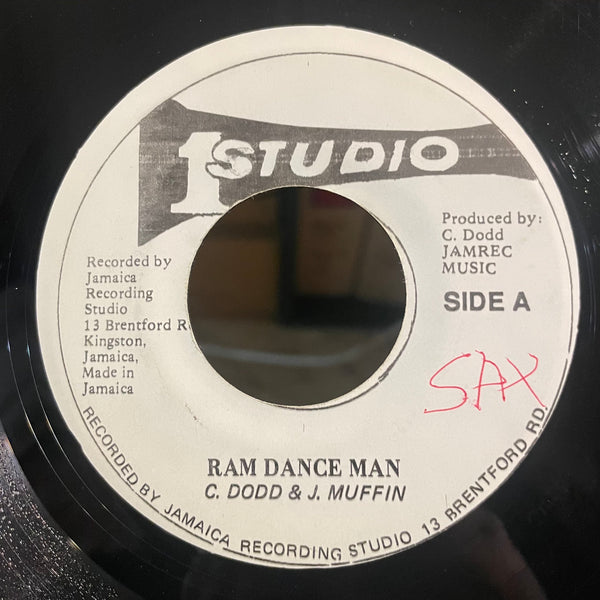 1 STUDIO
Produced by:
C. Dodd
JAMREC
MUSIC
SIDE A
Recorded by
Jamaica
Recording
Studio
13 Brentford R
Kingston,
Jamaica,
Made in
Jamaica
SAX
RAM DANCE MAN
C. DODD & J. MUFFIN
RECORDED BY JAMAICA RECORDING STUDIO 13 BRENTFORD RD.